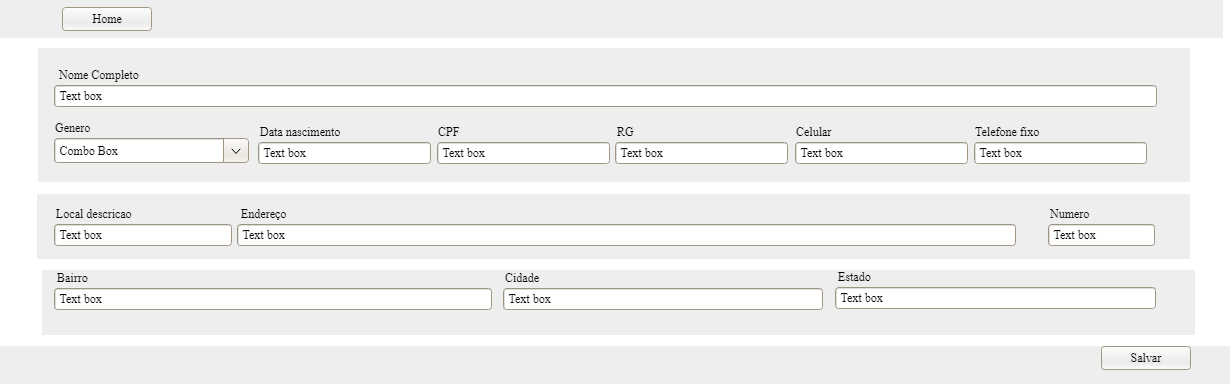 Home
Nome Completo
Text box
Genero Data nascimento CPF RG Celular Telefone fixo
Combo Box Text box Text box Text box Text box Text box
Local descricao Endereço Numero
Text box Text box Text box
Bairro Cidade Estado
Text box Text box Text box
Salvar